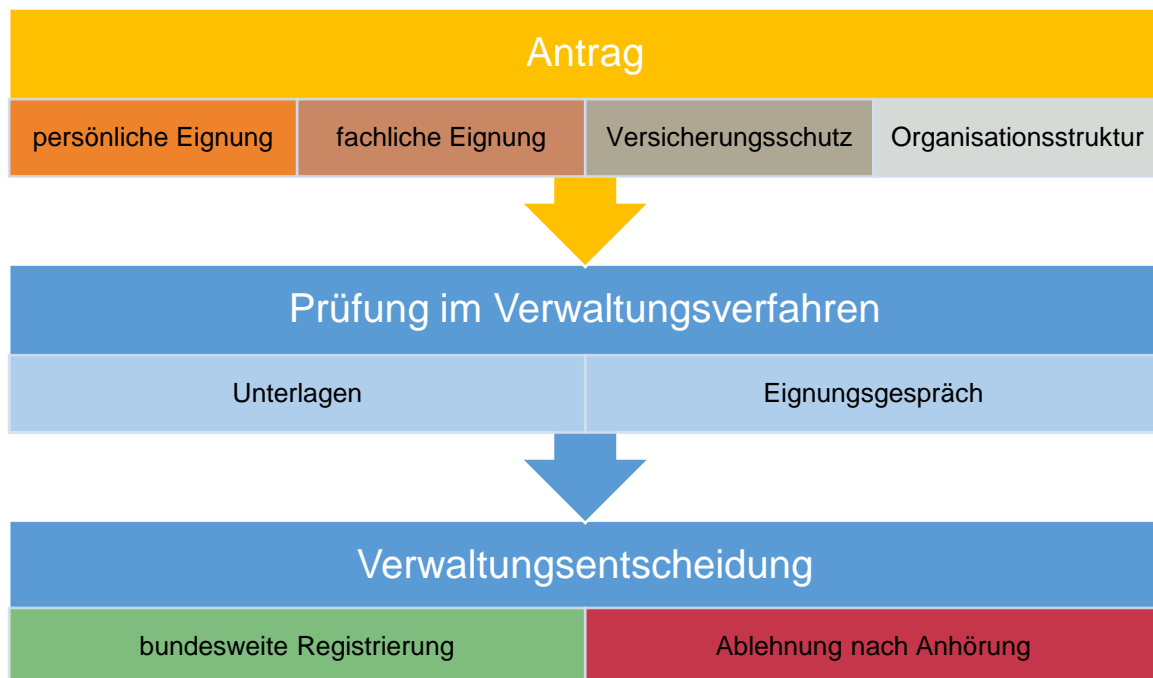 Antrag
persönliche Eignung
fachliche Eignung
Versicherungsschutz
Organisationsstruktur
Prüfung im Verwaltungsverfahren
Unterlagen
Eignungsgespräch
Verwaltungsentscheidung
bundesweite Registrierung
Ablehnung nach Anhörung